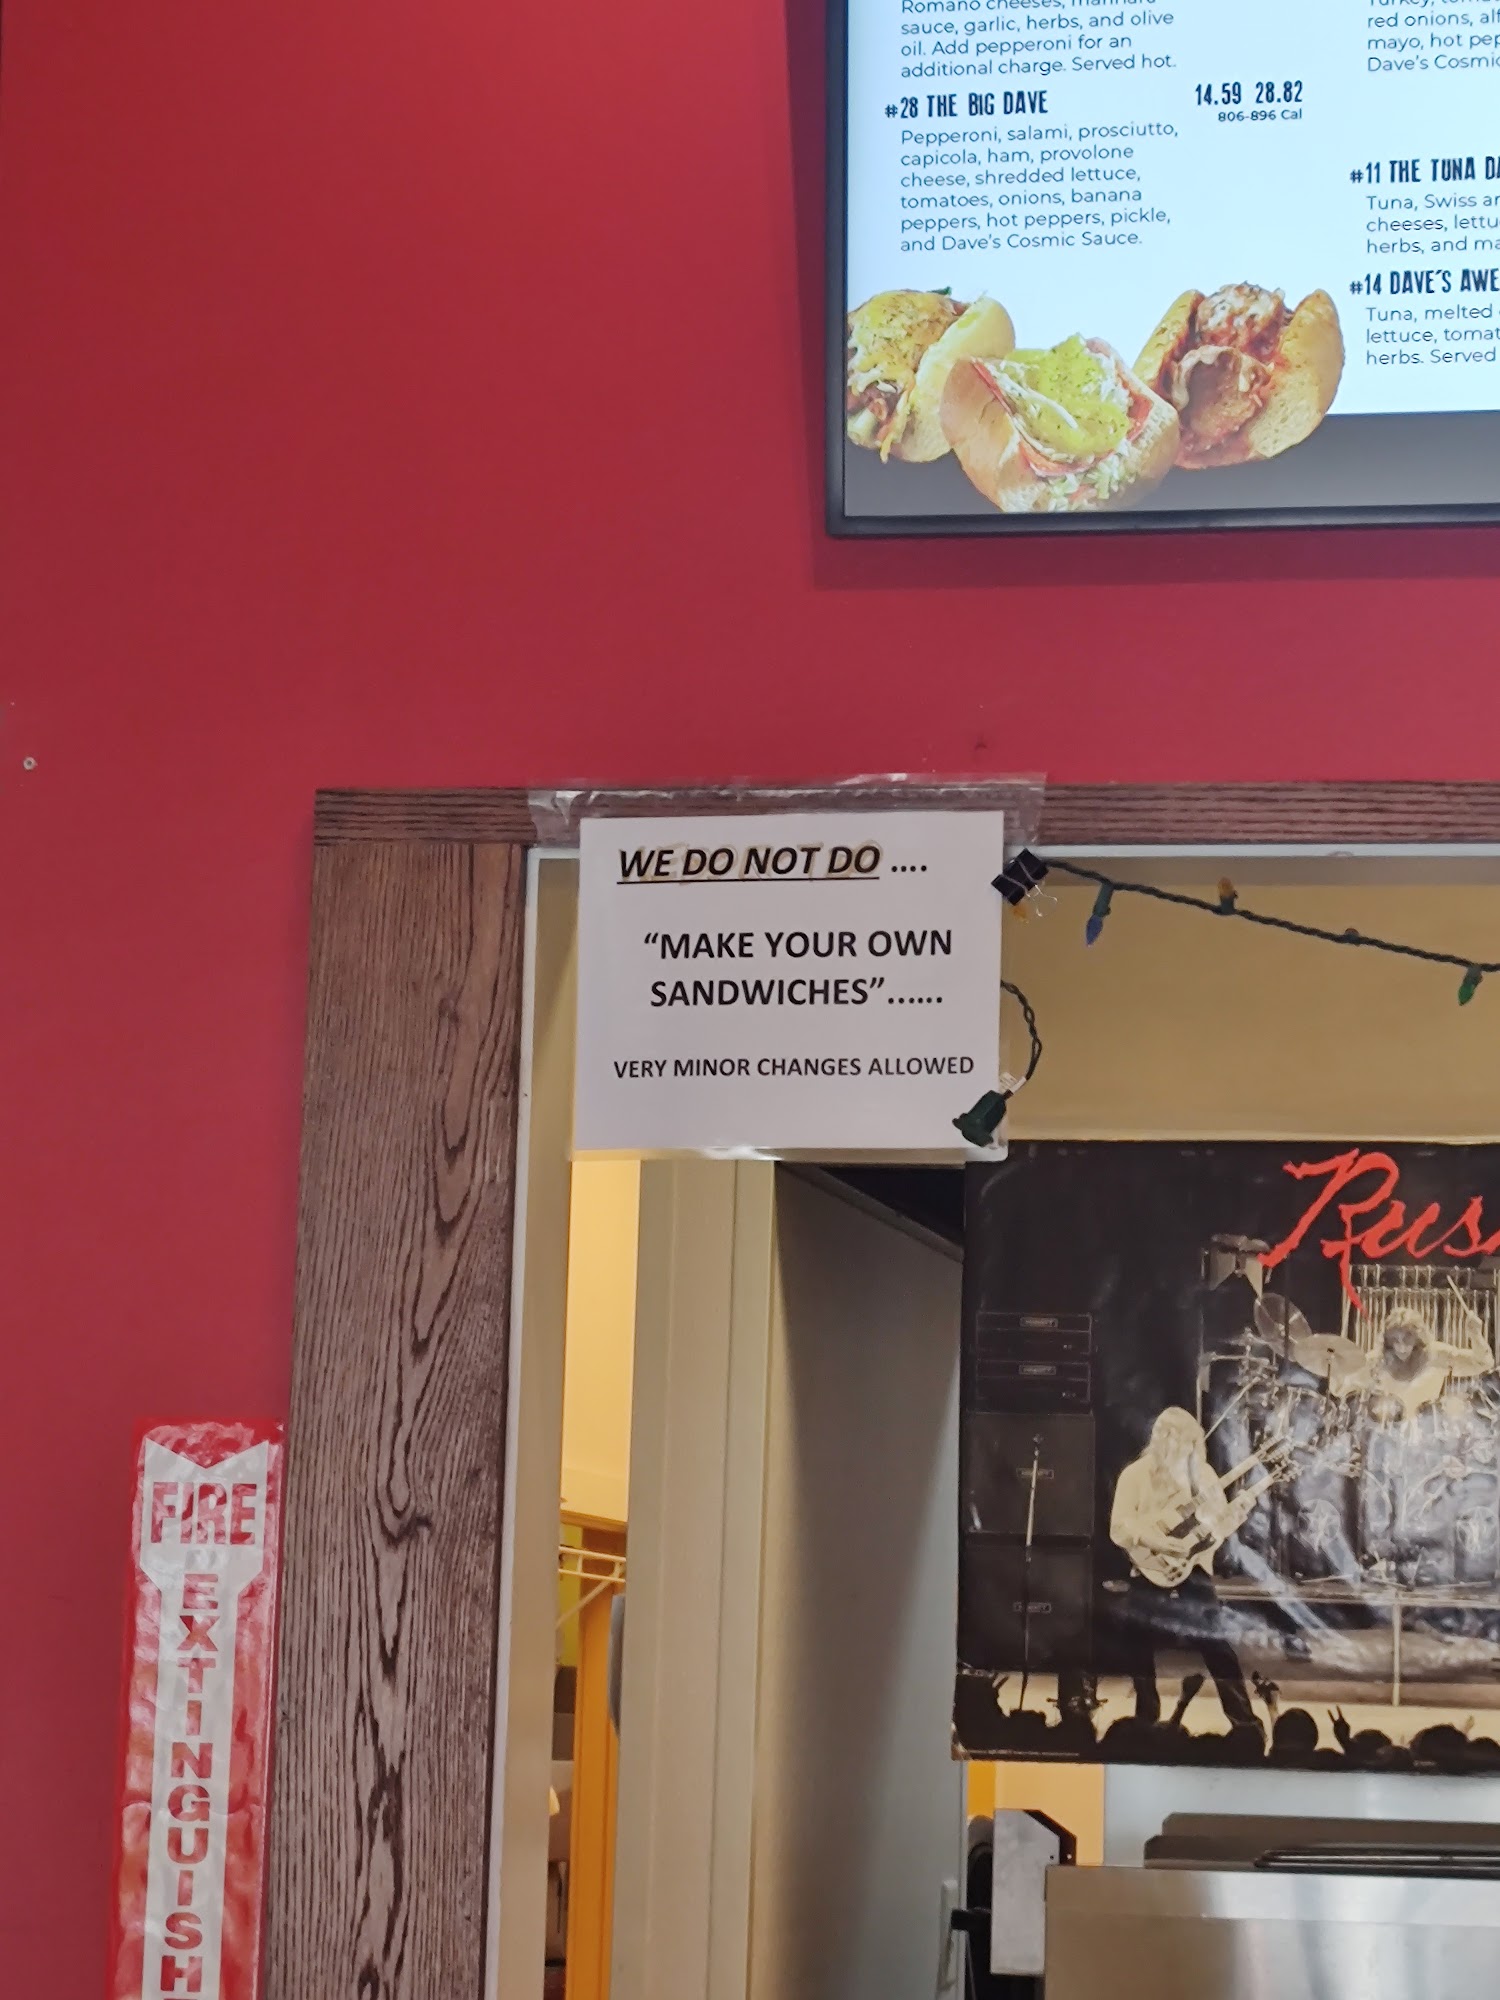 Romano cheeses, marinara
sauce, garlic, herbs, and olive
oil. Add pepperoni for an
additional charge. Served hot.
#28 THE BIG DAVE 14.59 28.82
806-896 Cal
Pepperoni, salami, prosciutto,
capicola, ham, provolone
cheese, shredded lettuce,
tomatoes, onions, banana
peppers, hot peppers, pickle,
and Dave's Cosmic Sauce.
red onions,
mayo, hot
Dave's
#11 THE TUNA
Tuna, Swiss
cheeses,
herbs, and
#14 DAVE'S
Tuna, melted
lettuce,
herbs. Served
WE DO NOT DO ....
“MAKE YOUR OWN
SANDWICHES”......
VERY MINOR CHANGES ALLOWED
Rush
FIRE
EXTINGUISH